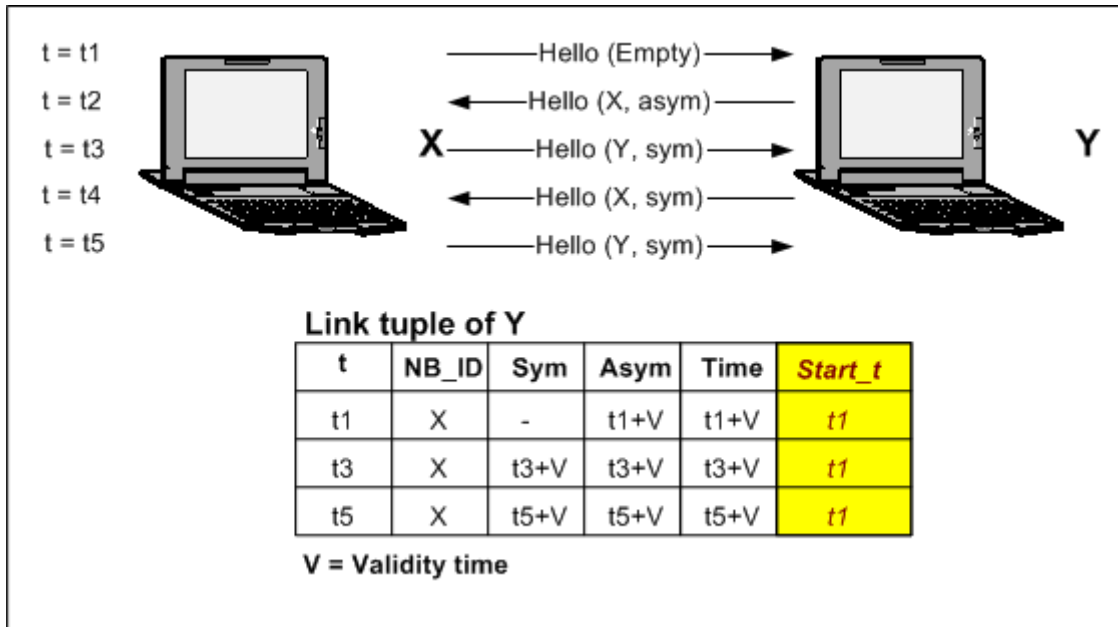 t = t1 Hello (Empty)
t = t2 Hello (X, asym)
t = t3 X Hello (Y, sym) Y
t = t4 Hello (X, sym)
t = t5 Hello (Y, sym)
Link tuple of Y
t NB_ID Sym Asym Time Start_t
t1 X - t1+V t1+V t1
t3 X t3+V t3+V t3+V t1
t5 X t5+V t5+V t5+V t1
V = Validity time